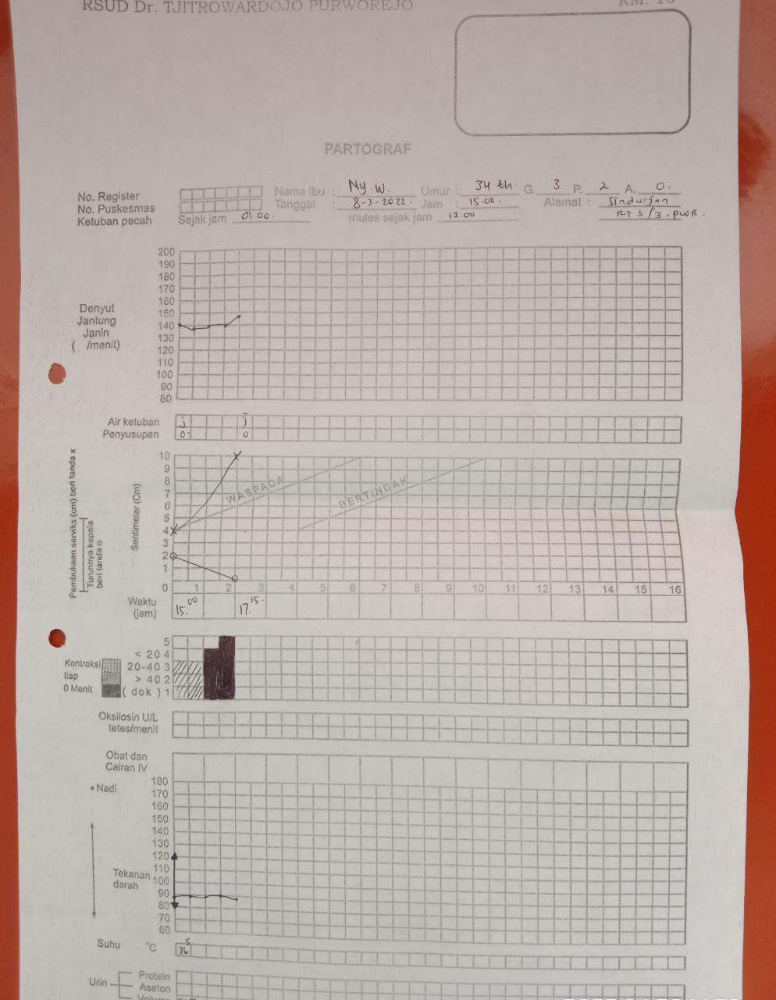 RSUD Dr. TJITROWARDOJO PURWOREJO
PARTOGRAF
No. Register Nama Ibu : Ny. W. Umur : 34 th. G. 3 P. 2 A. 0.
No. Puskesmas Tanggal : 8-3-2022. Jam : 15.00. Alamat : Sindurjan
Ketuban pacah Sejak jam 01.00. mules sejak jam 12.00 RT 3/3, PWR.
200
190
180
170
160
150
140
130
120
110
100
90
80
Denyut
Jantung
Janin
( /menit)
Air ketuban j j
Penyusupan 0 0
Pembukaan serviks (cm) beri tanda x
Turunnya kepala
beri tanda o
Sentimeter (Cm)
10
9
8
7
6
5
4
3
2
1
0
WASPADA
BERTINDAK
1 2 3 4 5 6 7 8 9 10 11 12 13 14 15 16
Waktu
(jam)
15.00 17.15
Kontraksi
tiap
0 Menit
5
< 20 4
20-40 3
> 40 2
( dok ) 1
Oksilosin U/L
tetes/menit
Obat dan
Cairan IV
• Nadi
Tekanan
darah
180
170
160
150
140
130
120
110
100
90
80
70
60
Suhu °C 36.5
Urin
Protein
Aseton